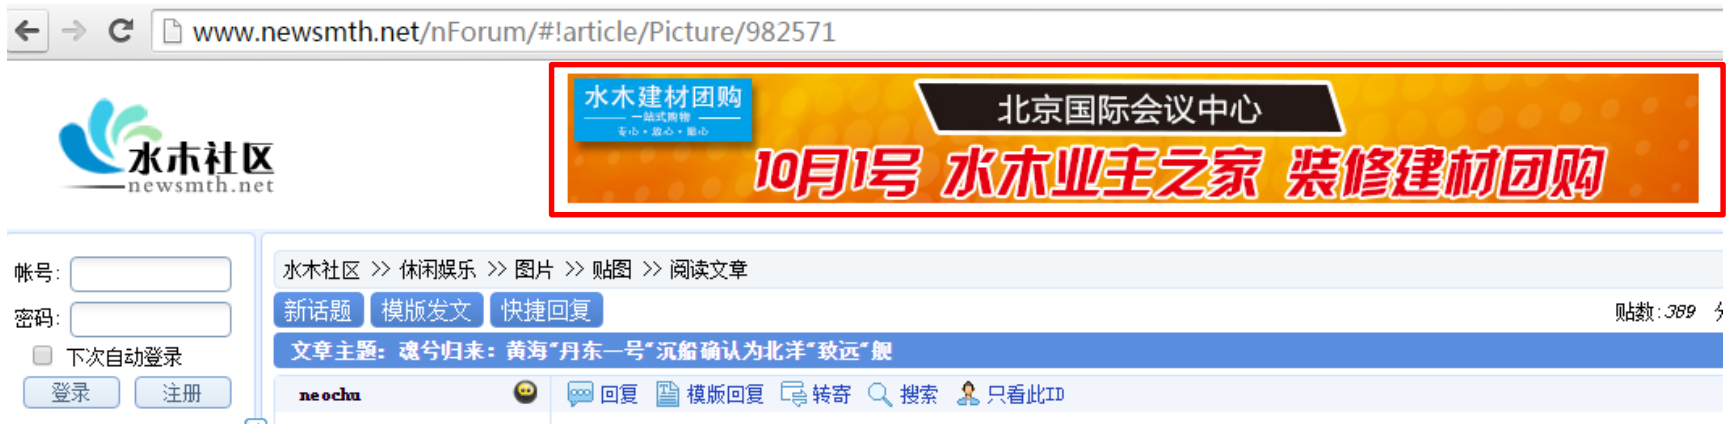 www.newsmth.net/nForum/#!article/Picture/982571
水木社区
newsmth.net
水木建材团购
一站式购物
安心·放心·贴心
北京国际会议中心
10月1号 水木业主之家 装修建材团购
帐号:
密码:
下次自动登录
登录 注册
水木社区 >> 休闲娱乐 >> 图片 >> 贴图 >> 阅读文章
新话题 模版发文 快捷回复
贴数:389
文章主题: 魂兮归来: 黄海"丹东一号"沉船确认为北洋"致远"舰
neochu
回复 模版回复 转寄 搜索 只看此ID